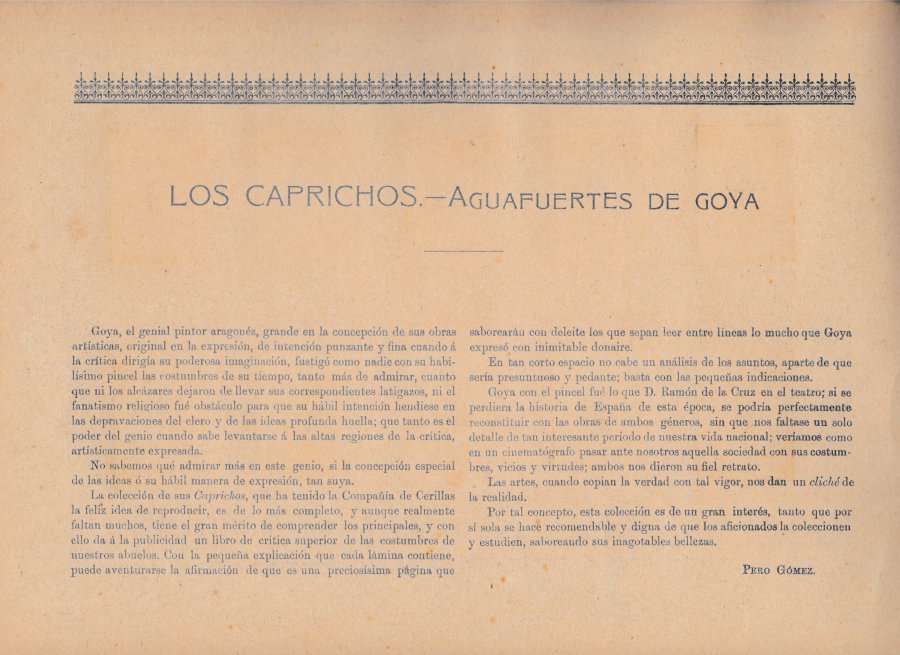 LOS CAPRICHOS.—AGUAFUERTES DE GOYA
Goya, el genial pintor aragonés, grande en la concepción de sus obras
artísticas, original en la expresión, de intención punzante y fina cuando á
la crítica dirigía su poderosa imaginación, fustigó como nadie con su habi-
lísimo pincel las costumbres de su tiempo, tanto más de admirar, cuanto
que ni los alcázares dejaron de llevar sus correspondientes latigazos, ni el
fanatismo religioso fué obstáculo para que su hábil intención hendiese en
las depravaciones del clero y de las ideas profunda huella; que tanto es el
poder del genio cuando sabe levantarse á las altas regiones de la crítica,
artísticamente expresada.
No sabemos qué admirar más en este genio, si la concepción especial
de las ideas ó su hábil manera de expresión, tan suya.
La colección de sus Caprichos, que ha tenido la Compañía de Cerillas
la feliz idea de reproducir, es de lo más completo, y aunque realmente
faltan muchos, tiene el gran mérito de comprender los principales, y con
ello da á la publicidad un libro de crítica superior de las costumbres de
nuestros abuelos. Con la pequeña explicación que cada lámina contiene,
puede aventurarse la afirmación de que es una preciosísima página que
saborearán con deleite los que sepan leer entre líneas lo mucho que Goya
expresó con inimitable donaire.
En tan corto espacio no cabe un análisis de los asuntos, aparte de que
sería presuntuoso y pedante; basta con las pequeñas indicaciones.
Goya con el pincel fué lo que D. Ramón de la Cruz en el teatro; si se
perdiera la historia de España de esta época, se podría perfectamente
reconstituir con las obras de ambos géneros, sin que nos faltase un solo
detalle de tan interesante período de nuestra vida nacional; veríamos como
en un cinematógrafo pasar ante nosotros aquella sociedad con sus costum-
bres, vicios y virtudes; ambos nos dieron su fiel retrato.
Las artes, cuando copian la verdad con tal vigor, nos dan un cliché de
la realidad.
Por tal concepto, esta colección es de un gran interés, tanto que por
sí sola se hace recomendable y digna de que los aficionados la coleccionen
y estudien, saboreando sus inagotables bellezas.
PERO GÓMEZ.